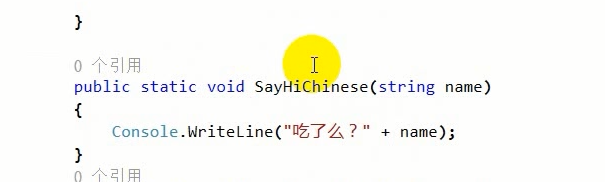 }
0 个引用
public static void SayHiChinese(string name)
{
Console.WriteLine("吃了么？" + name);
}
0 个引用